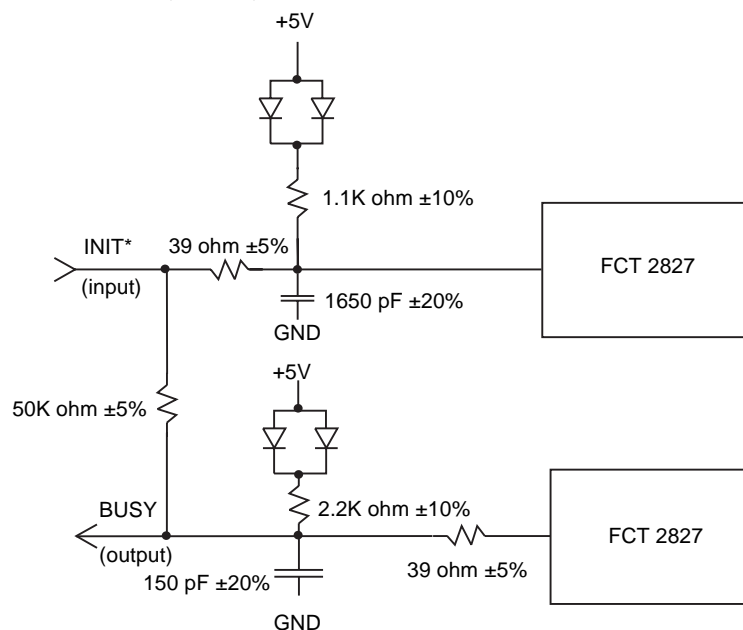 +5V
1.1K ohm ±10%
INIT*
39 ohm ±5%
FCT 2827
(input)
1650 pF ±20%
GND
+5V
50K ohm ±5%
2.2K ohm ±10%
BUSY
FCT 2827
(output)
39 ohm ±5%
150 pF ±20%
GND